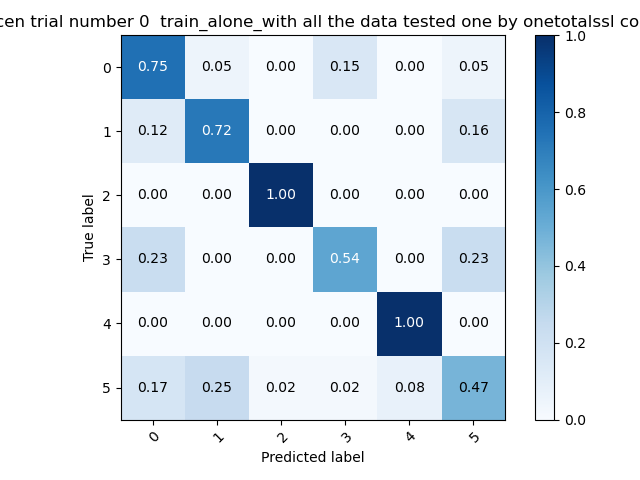 cen trial number 0 train_alone_with all the data tested one by onetotalssl co
0 0.75 0.05 0.00 0.15 0.00 0.05
1 0.12 0.72 0.00 0.00 0.00 0.16
2 0.00 0.00 1.00 0.00 0.00 0.00
3 0.23 0.00 0.00 0.54 0.00 0.23
4 0.00 0.00 0.00 0.00 1.00 0.00
5 0.17 0.25 0.02 0.02 0.08 0.47
0 1 2 3 4 5
True label
Predicted label
1.0
0.8
0.6
0.4
0.2
0.0